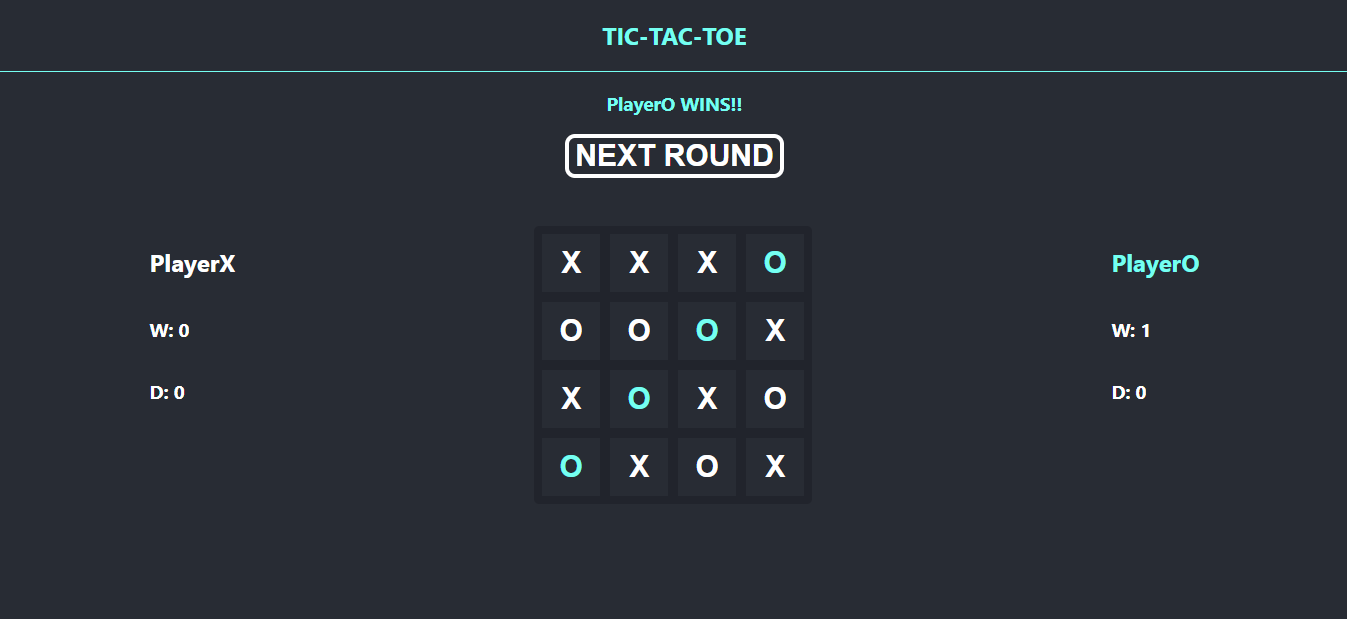 TIC-TAC-TOE
PlayerO WINS!!
NEXT ROUND
PlayerX
W: 0
D: 0
X X X O
O O O X
X O X O
O X O X
PlayerO
W: 1
D: 0